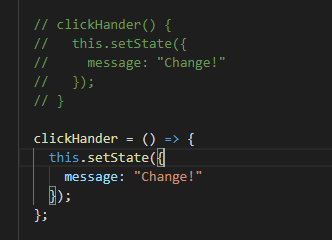 // clickHander() {
//   this.setState({
//     message: "Change!"
//   });
// }
clickHander = () => {
  this.setState({
    message: "Change!"
  });
};